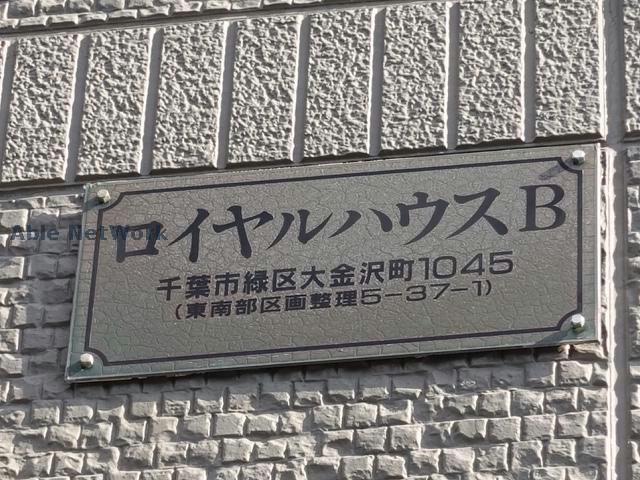 ロイヤルハウスB
千葉市緑区大金沢町1045
(東南部区画整理5-37-1)
Able NetWork